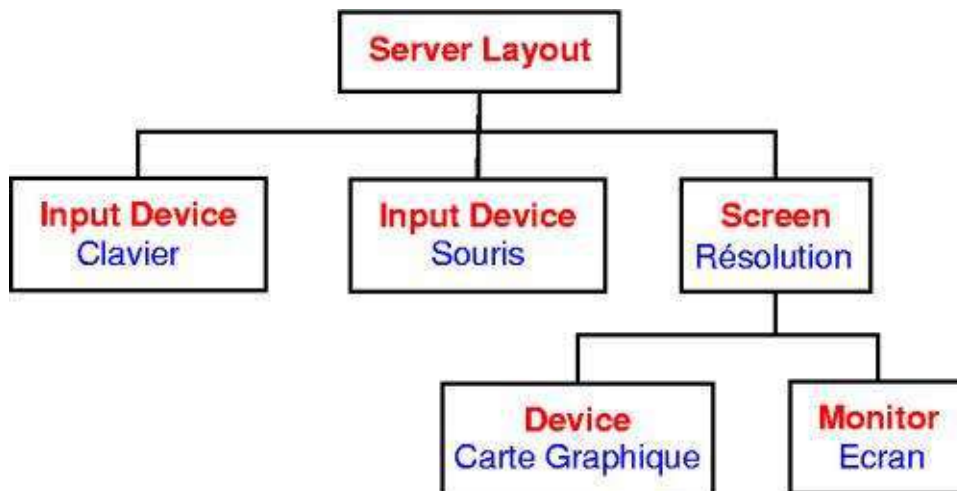 Server Layout
Input Device
Clavier
Input Device
Souris
Screen
Résolution
Device
Carte Graphique
Monitor
Ecran